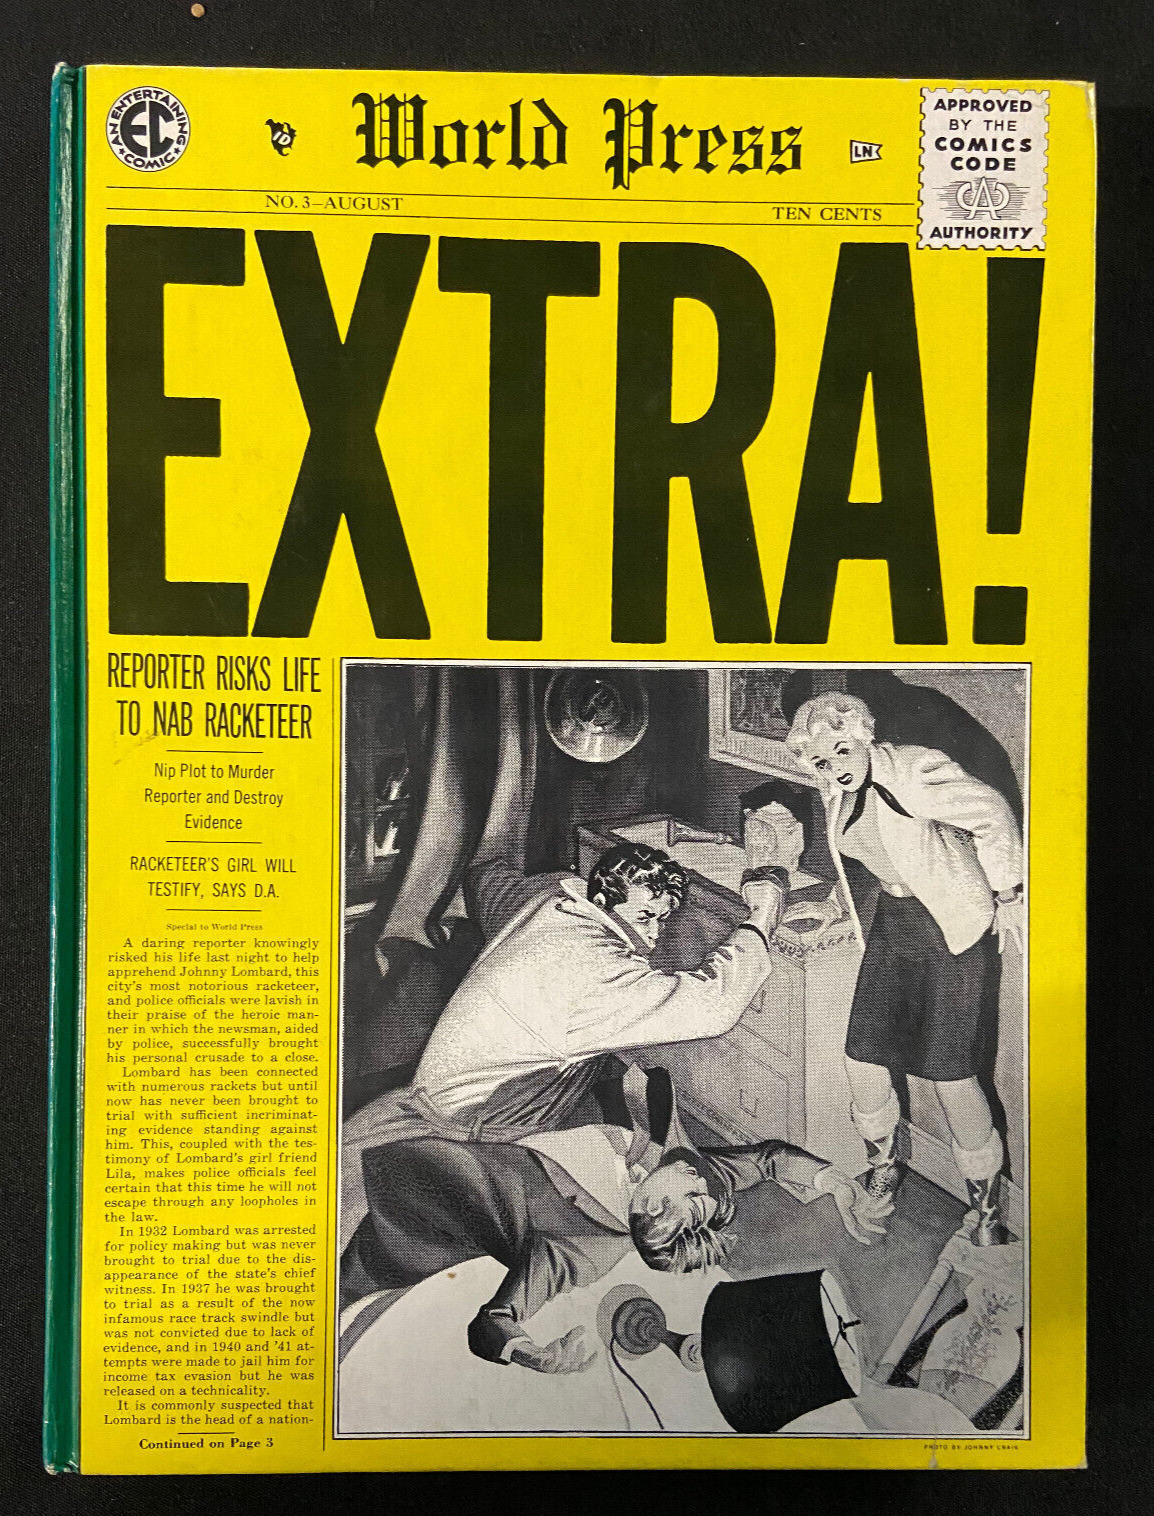 AN ENTERTAINING
EC
COMIC
ID
World Press
LN
APPROVED
BY THE
COMICS
CODE
CA
AUTHORITY
NO. 3–AUGUST
TEN CENTS
EXTRA!
REPORTER RISKS LIFE
TO NAB RACKETEER
Nip Plot to Murder
Reporter and Destroy
Evidence
RACKETEER'S GIRL WILL
TESTIFY, SAYS D.A.
Special to World Press
A daring reporter knowingly
risked his life last night to help
apprehend Johnny Lombard, this
city's most notorious racketeer,
and police officials were lavish in
their praise of the heroic man-
ner in which the newsman, aided
by police, successfully brought
his personal crusade to a close.
Lombard has been connected
with numerous rackets but until
now has never been brought to
trial with sufficient incriminat-
ing evidence standing against
him. This, coupled with the tes-
timony of Lombard's girl friend
Lila, makes police officials feel
certain that this time he will not
escape through any loopholes in
the law.
In 1932 Lombard was arrested
for policy making but was never
brought to trial due to the dis-
appearance of the state's chief
witness. In 1937 he was brought
to trial as a result of the now
infamous race track swindle but
was not convicted due to lack of
evidence, and in 1940 and '41 at-
tempts were made to jail him for
income tax evasion but he was
released on a technicality.
It is commonly suspected that
Lombard is the head of a nation-
Continued on Page 3
PHOTO BY JOHNNY CRAIG